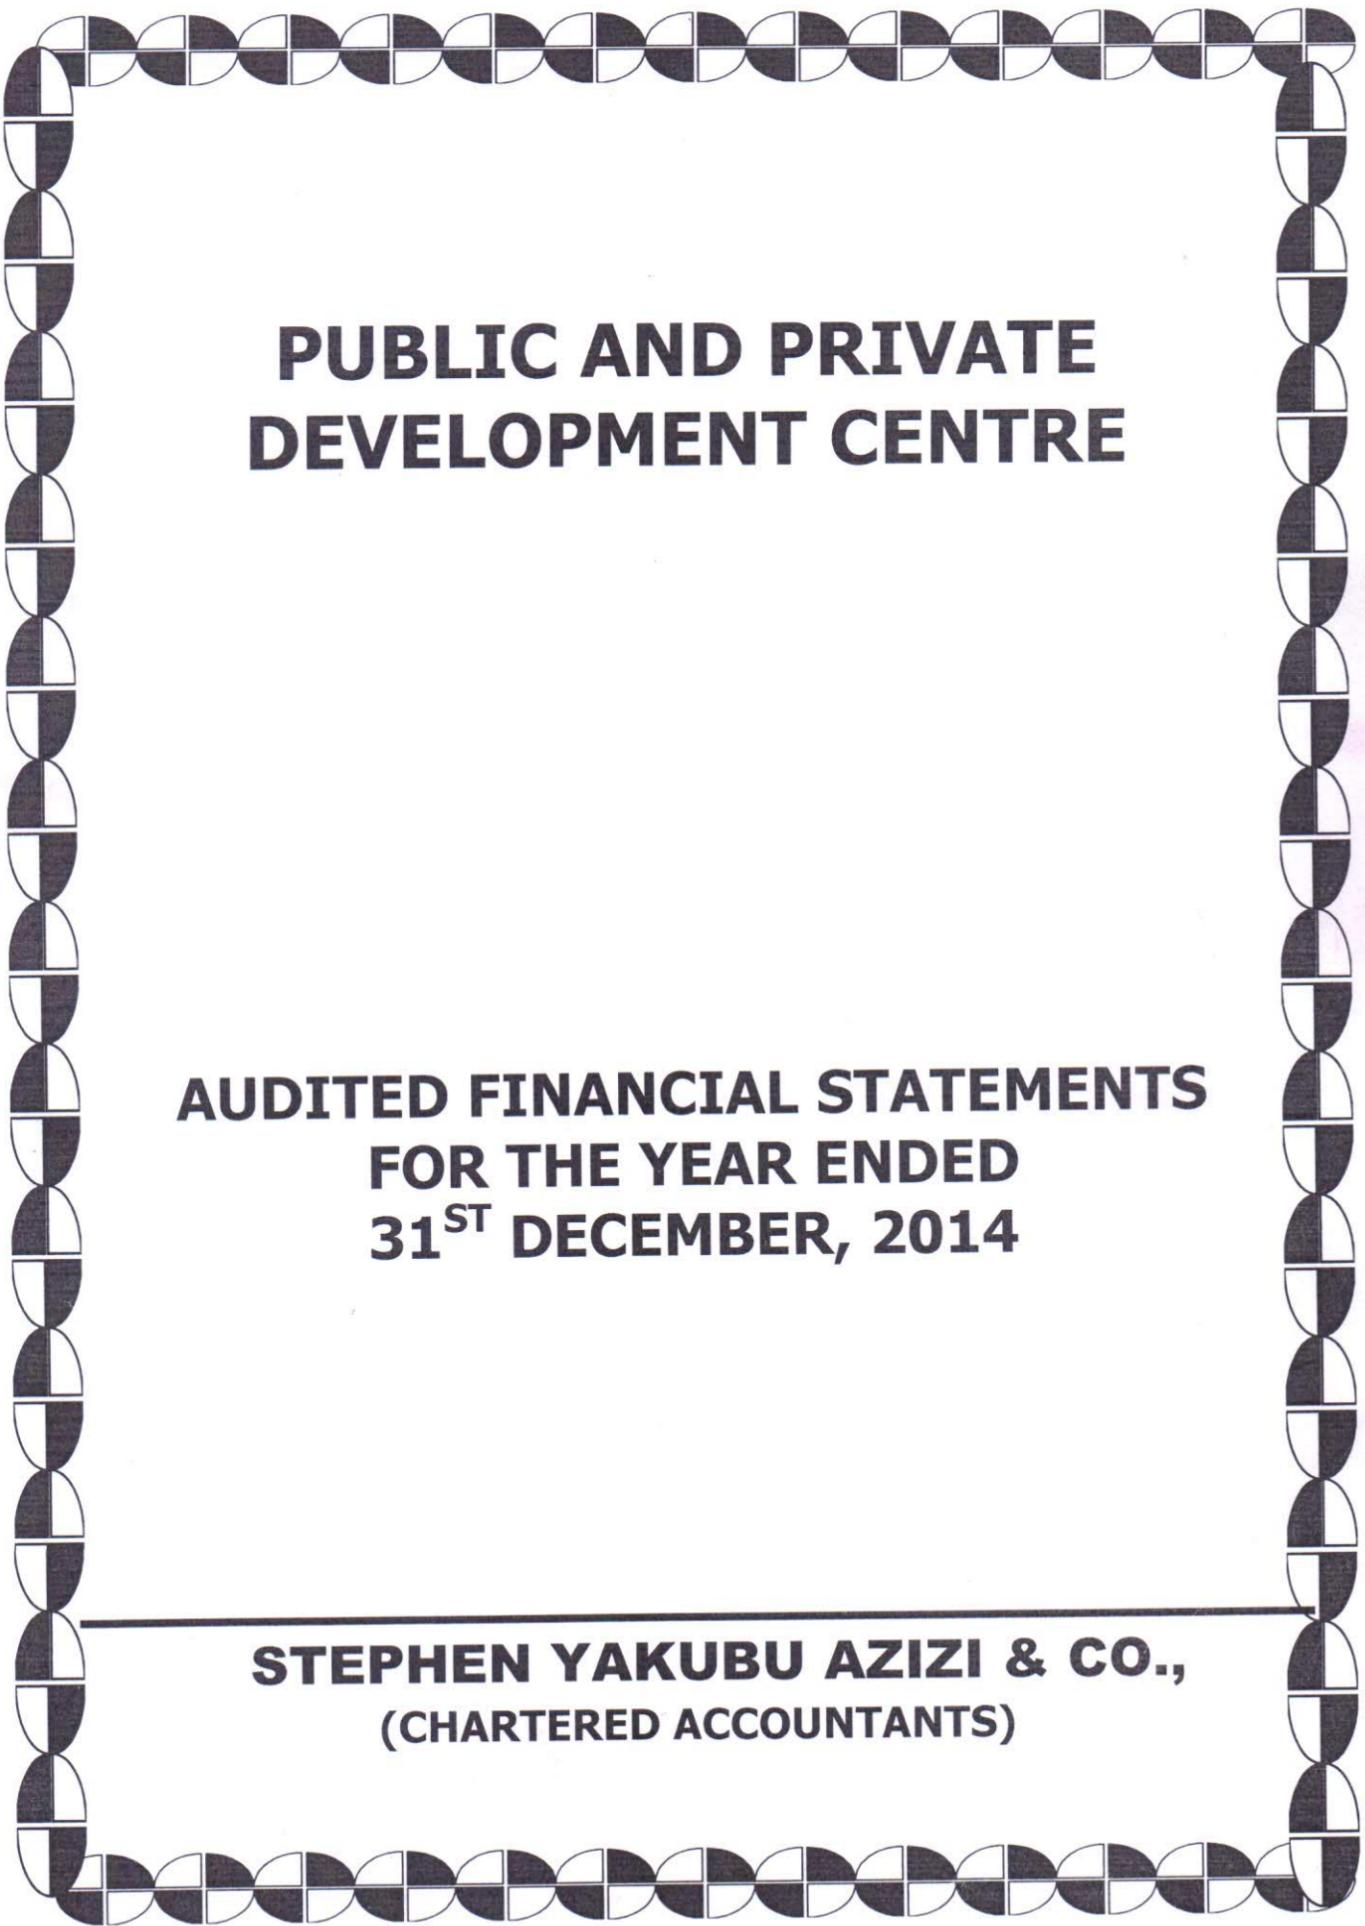 PUBLIC AND PRIVATE
DEVELOPMENT CENTRE
AUDITED FINANCIAL STATEMENTS
FOR THE YEAR ENDED
31ST DECEMBER, 2014
STEPHEN YAKUBU AZIZI & CO.,
(CHARTERED ACCOUNTANTS)